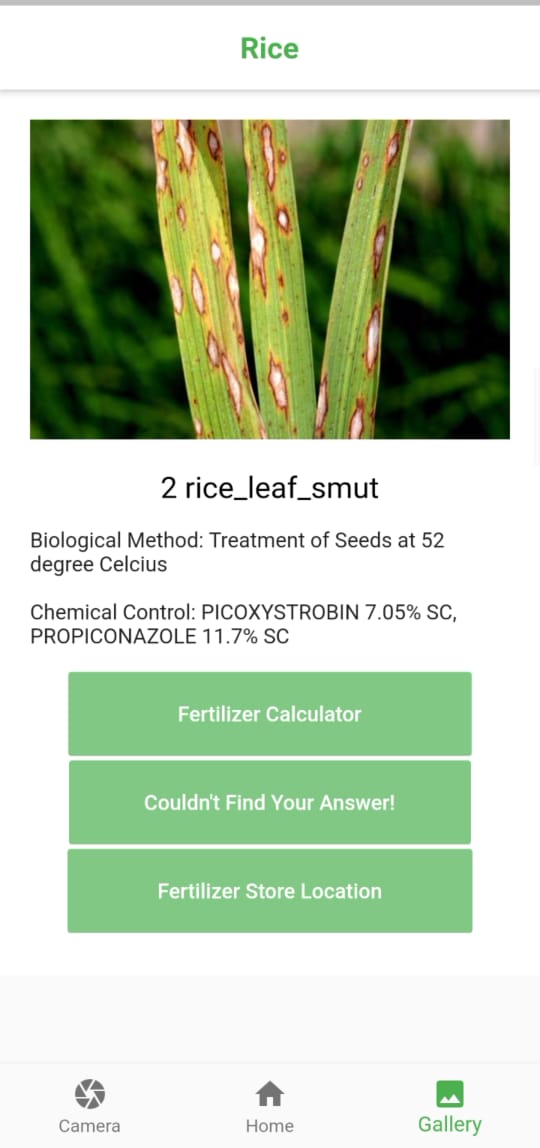 Rice
2 rice_leaf_smut
Biological Method: Treatment of Seeds at 52
degree Celcius
Chemical Control: PICOXYSTROBIN 7.05% SC,
PROPICONAZOLE 11.7% SC
Fertilizer Calculator
Couldn't Find Your Answer!
Fertilizer Store Location
Camera
Home
Gallery